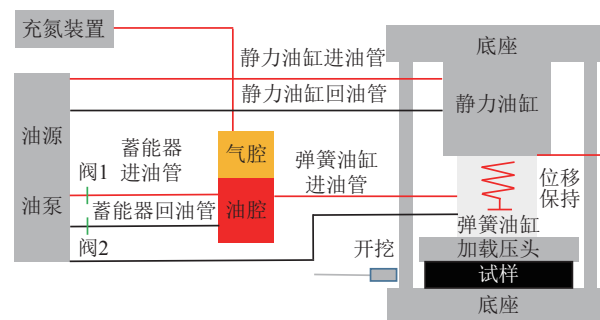 充氮装置
底座
静力油缸进油管
静力油缸回油管
静力油缸
油源
油泵
蓄能器
进油管
阀1
气腔
弹簧油缸
进油管
油腔
蓄能器回油管
阀2
位移
保持
弹簧油缸
加载压头
开挖
试样
底座